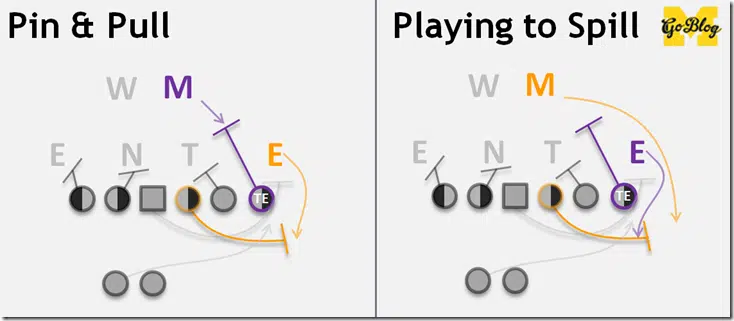 Pin & Pull
W M
E N T E
TE
Playing to Spill
GoBlog
M
W M
E N T E
TE